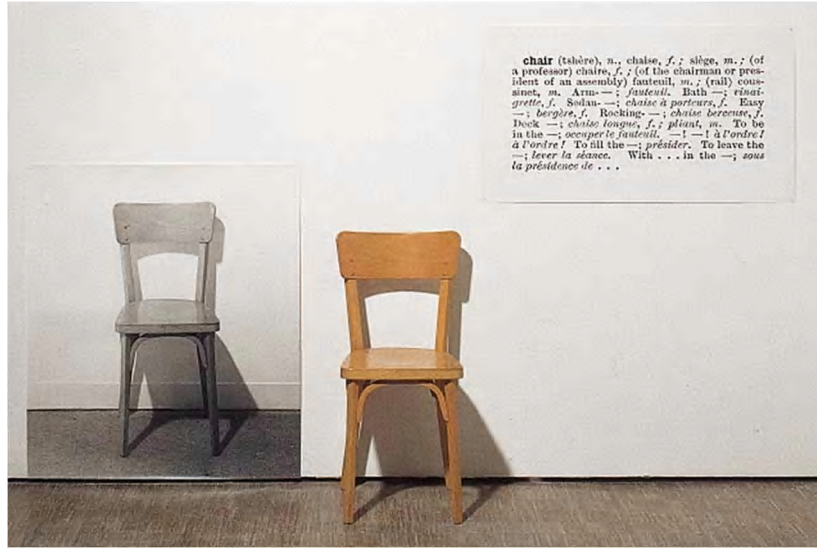 chair (tshère), n., chaise, f. ; siège, m. ; (of
a professor) chaire, f. ; (of the chairman or pres-
ident of an assembly) fauteuil, m. ; (rail) cous-
sinet, m. Arm- — ; fauteuil. Bath — ; vinai-
grette, f. Sedan- — ; chaise à porteurs, f. Easy
— ; bergère, f. Rocking- — ; chaise berceuse, f.
Deck — ; chaise longue, f. ; pliant, m. To be
in the — ; occuper le fauteuil. — ! — ! à l'ordre !
à l'ordre ! To fill the — ; présider. To leave the
— ; lever la séance. With . . . in the — ; sous
la présidence de . . .